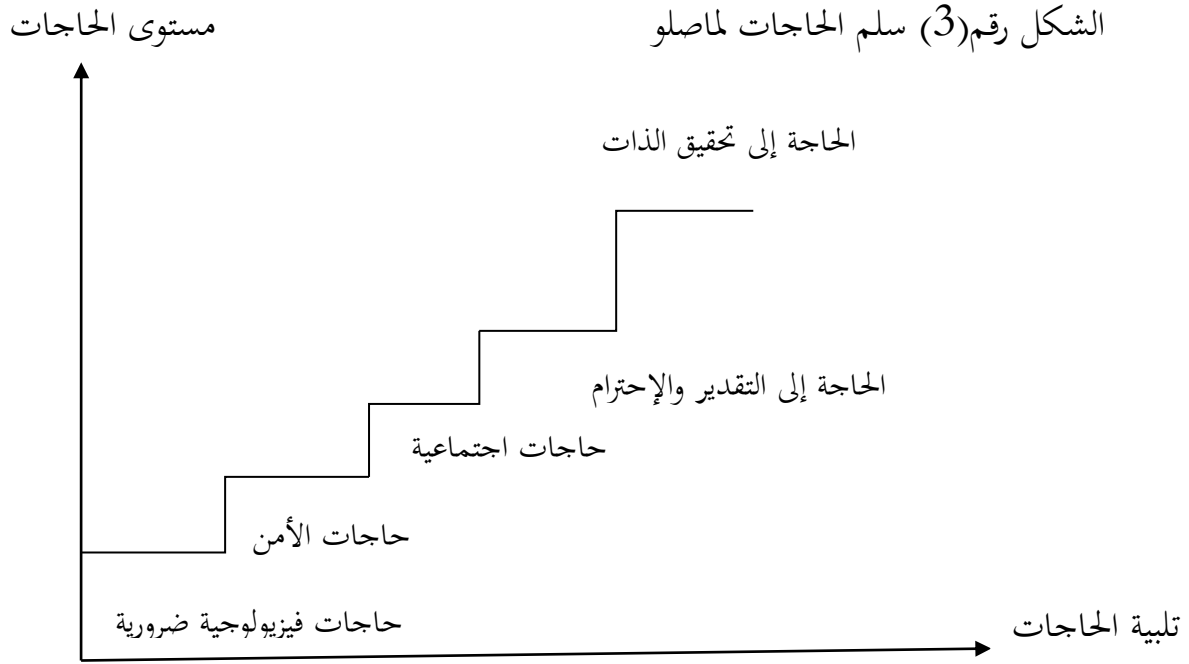 الشكل رقم(3) سلم الحاجات لماصلو
مستوى الحاجات
الحاجة إلى تحقيق الذات
الحاجة إلى التقدير والإحترام
حاجات اجتماعية
حاجات الأمن
حاجات فيزيولوجية ضرورية
تلبية الحاجات